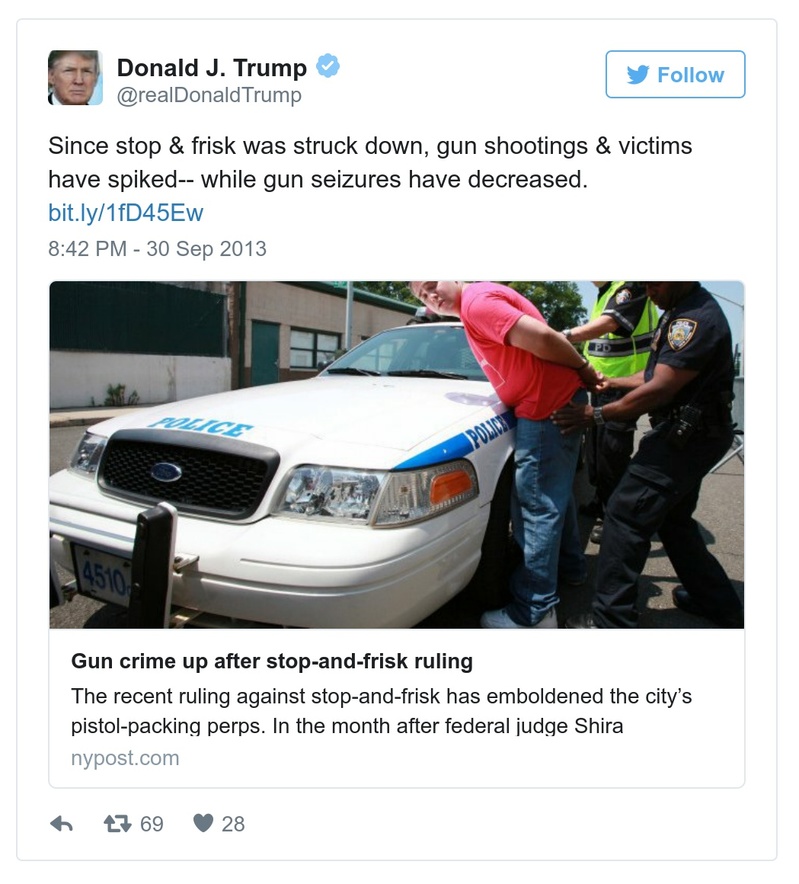 Donald J. Trump
@realDonaldTrump
Follow
Since stop & frisk was struck down, gun shootings & victims
have spiked-- while gun seizures have decreased.
bit.ly/1fD45Ew
8:42 PM - 30 Sep 2013
POLICE
POLICE
4510
Gun crime up after stop-and-frisk ruling
The recent ruling against stop-and-frisk has emboldened the city’s
pistol-packing perps. In the month after federal judge Shira
nypost.com
69
28